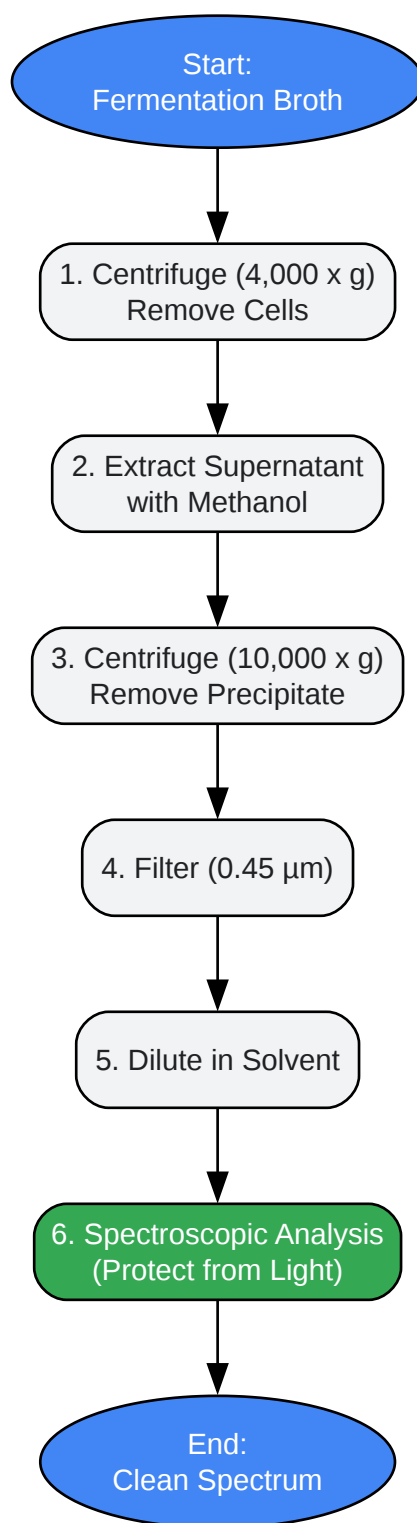 Start:
Fermentation Broth
1. Centrifuge (4,000 x g)
Remove Cells
2. Extract Supernatant
with Methanol
3. Centrifuge (10,000 x g)
Remove Precipitate
4. Filter (0.45 µm)
5. Dilute in Solvent
6. Spectroscopic Analysis
(Protect from Light)
End:
Clean Spectrum